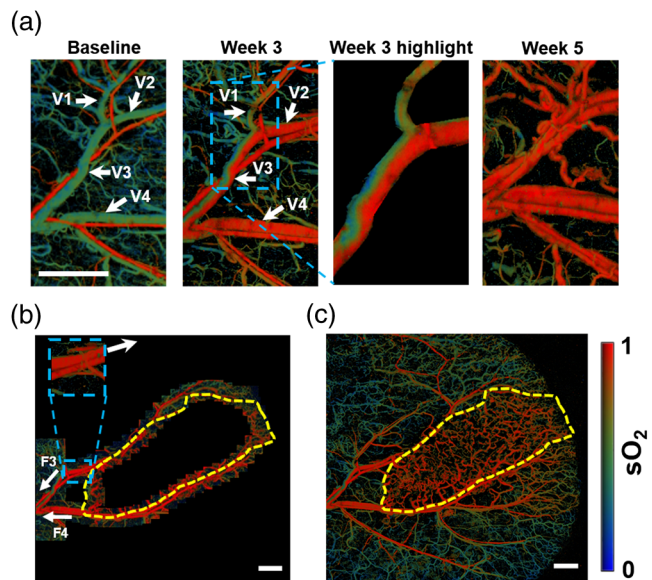 (a)
Baseline Week 3 Week 3 highlight Week 5
V1 V2 V1 V2
V3 V3
V4 V4
(b) (c)
1
F3
F4
sO2
0